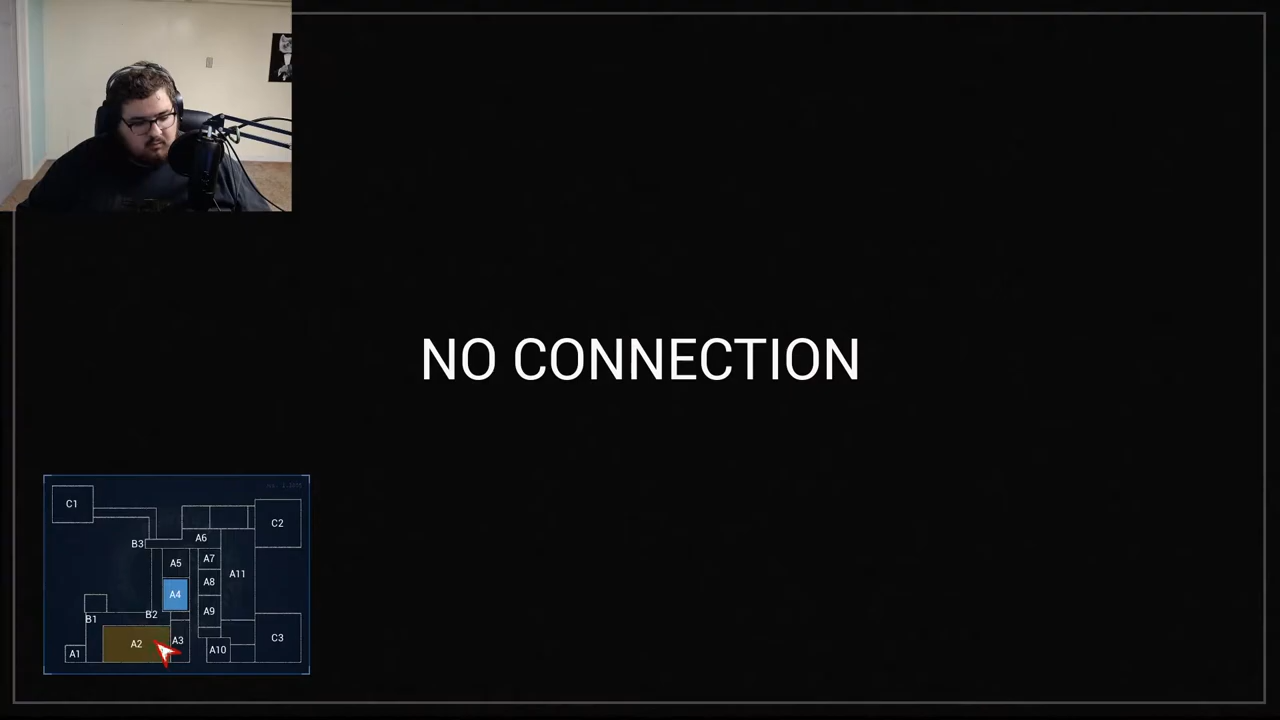 NO CONNECTION
C1
C2
A6
B3
A7
A5
A11
A8
A4
A9
B2
B1
C3
A3
A2
A10
A1